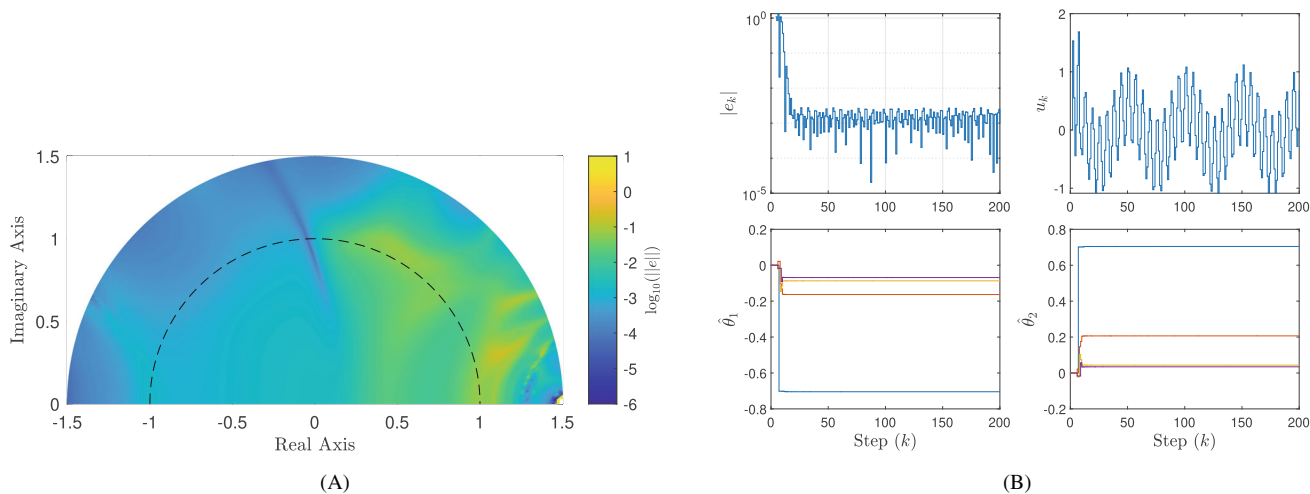 Imaginary Axis
1.5
1
0.5
0
-1.5 -1 -0.5 0 0.5 1 1.5
Real Axis
1
0
-1
-2
-3
-4
-5
-6
log₁₀(||e||)
(A)
|e_k|
10⁰
10⁻⁵
0 50 100 150 200
u_k
1
0
-1
0 50 100 150 200
θ̂₁
0.2
0
-0.2
-0.4
-0.6
-0.8
0 50 100 150 200
Step (k)
θ̂₂
0.8
0.6
0.4
0.2
0
-0.2
0 50 100 150 200
Step (k)
(B)